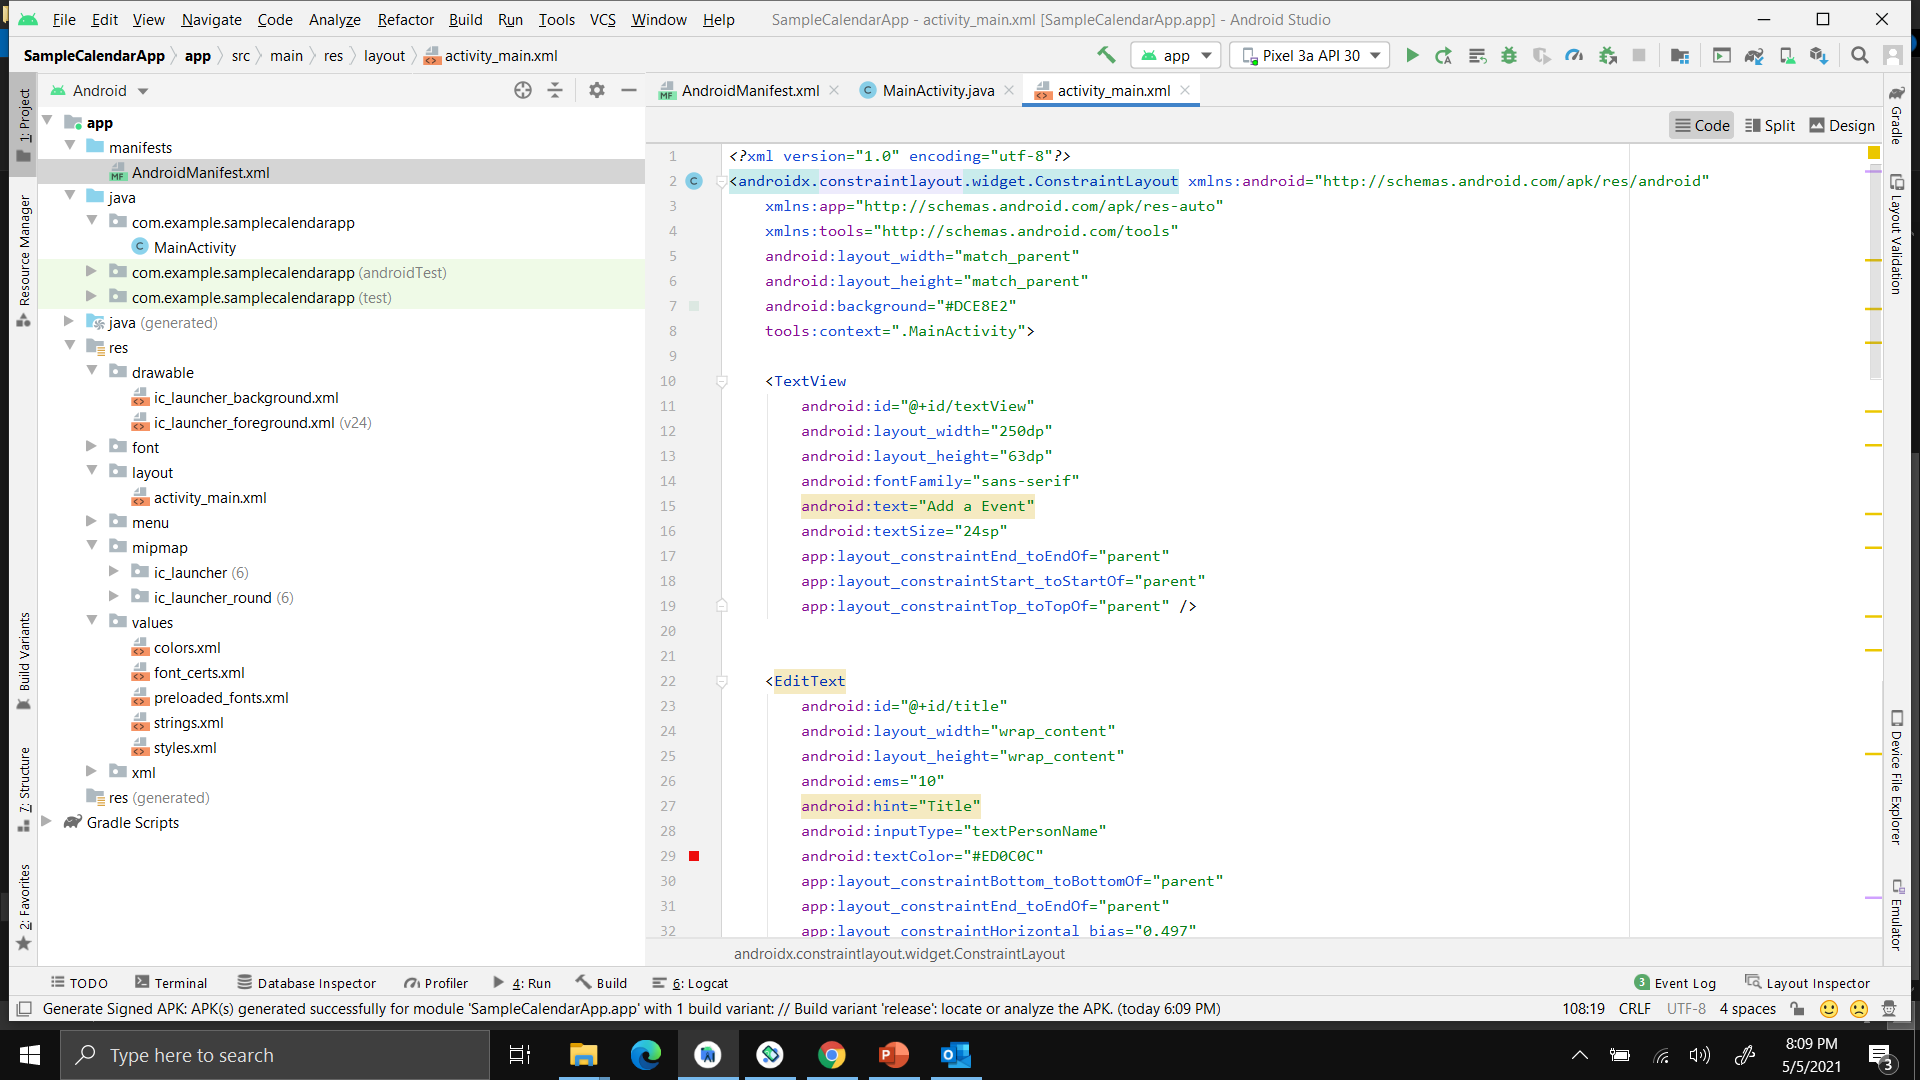 File Edit View Navigate Code Analyze Refactor Build Run Tools VCS Window Help SampleCalendarApp - activity_main.xml [SampleCalendarApp.app] - Android Studio
SampleCalendarApp app src main res layout activity_main.xml app Pixel 3a API 30
Android
AndroidManifest.xml MainActivity.java activity_main.xml
Code Split Design
1: Project
Resource Manager
Build Variants
7: Structure
2: Favorites
app
manifests
AndroidManifest.xml
java
com.example.samplecalendarapp
MainActivity
com.example.samplecalendarapp (androidTest)
com.example.samplecalendarapp (test)
java (generated)
res
drawable
ic_launcher_background.xml
ic_launcher_foreground.xml (v24)
font
layout
activity_main.xml
menu
mipmap
ic_launcher (6)
ic_launcher_round (6)
values
colors.xml
font_certs.xml
preloaded_fonts.xml
strings.xml
styles.xml
xml
res (generated)
Gradle Scripts
1 <?xml version="1.0" encoding="utf-8"?>
2 <androidx.constraintlayout.widget.ConstraintLayout xmlns:android="http://schemas.android.com/apk/res/android"
3 xmlns:app="http://schemas.android.com/apk/res-auto"
4 xmlns:tools="http://schemas.android.com/tools"
5 android:layout_width="match_parent"
6 android:layout_height="match_parent"
7 android:background="#DCE8E2"
8 tools:context=".MainActivity">
9
10 <TextView
11 android:id="@+id/textView"
12 android:layout_width="250dp"
13 android:layout_height="63dp"
14 android:fontFamily="sans-serif"
15 android:text="Add a Event"
16 android:textSize="24sp"
17 app:layout_constraintEnd_toEndOf="parent"
18 app:layout_constraintStart_toStartOf="parent"
19 app:layout_constraintTop_toTopOf="parent" />
20
21
22 <EditText
23 android:id="@+id/title"
24 android:layout_width="wrap_content"
25 android:layout_height="wrap_content"
26 android:ems="10"
27 android:hint="Title"
28 android:inputType="textPersonName"
29 android:textColor="#ED0C0C"
30 app:layout_constraintBottom_toBottomOf="parent"
31 app:layout_constraintEnd_toEndOf="parent"
32 app:layout_constraintHorizontal_bias="0.497"
androidx.constraintlayout.widget.ConstraintLayout
Gradle
Layout Validation
Device File Explorer
Emulator
TODO Terminal Database Inspector Profiler 4: Run Build 6: Logcat 3 Event Log Layout Inspector
Generate Signed APK: APK(s) generated successfully for module 'SampleCalendarApp.app' with 1 build variant: // Build variant 'release': locate or analyze the APK. (today 6:09 PM) 108:19 CRLF UTF-8 4 spaces
Type here to search
8:09 PM
5/5/2021
3